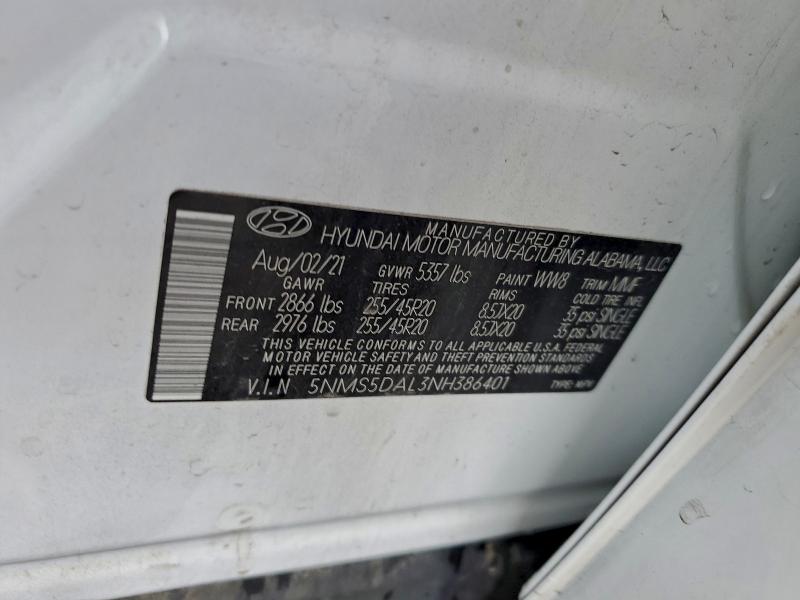 MANUFACTURED BY
HYUNDAI MOTOR MANUFACTURING ALABAMA, LLC
Aug/02/21 GVWR 5357 lbs PAINT WW8 TRIM MMF
GAWR TIRES RIMS COLD TIRE INFL
FRONT 2866 lbs 255/45R20 8.5JX20 35 psi SINGLE
REAR 2976 lbs 255/45R20 8.5JX20 35 psi SINGLE
THIS VEHICLE CONFORMS TO ALL APPLICABLE U.S.A. FEDERAL
MOTOR VEHICLE SAFETY AND THEFT PREVENTION STANDARDS
IN EFFECT ON THE DATE OF MANUFACTURE SHOWN ABOVE.
V.I.N 5NMS5DAL3NH386401 TYPE: MPV